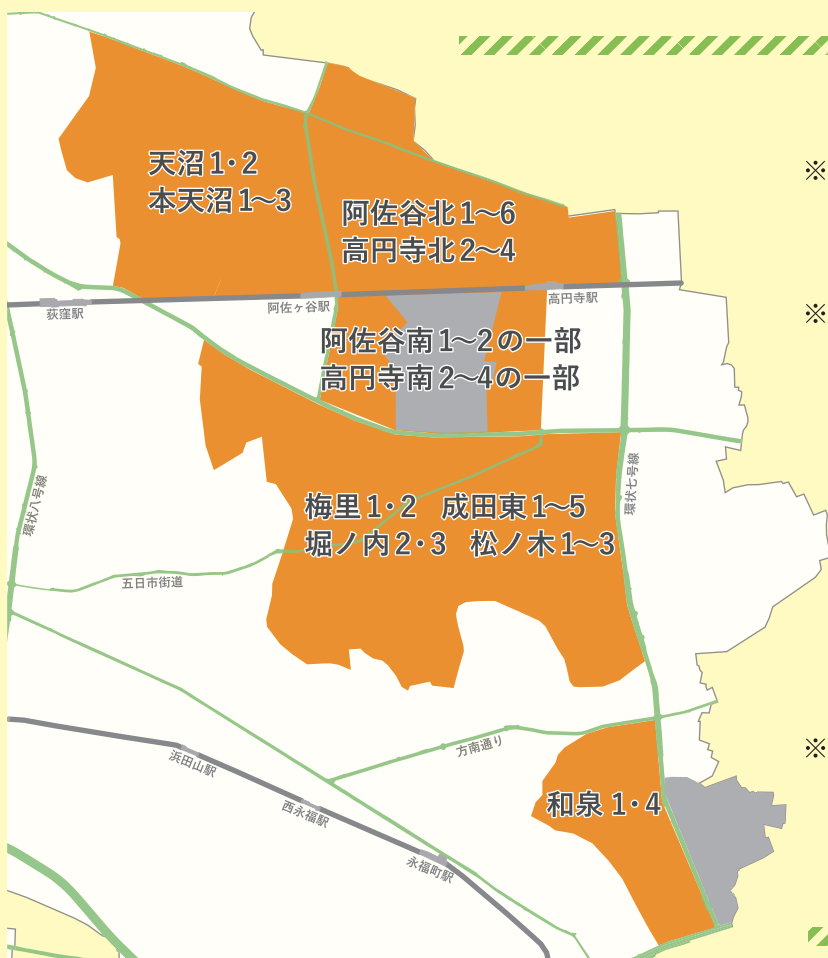 ※
天沼1・2
本天沼1～3
阿佐谷北1～6
高円寺北2～4
荻窪駅
阿佐ヶ谷駅
高円寺駅
※
阿佐谷南1～2の一部
高円寺南2～4の一部
環状八号線
環状七号線
梅里1・2 成田東1～5
堀ノ内2・3 松ノ木1～3
五日市街道
方南通り
※
浜田山駅
西永福駅
和泉1・4
永福町駅